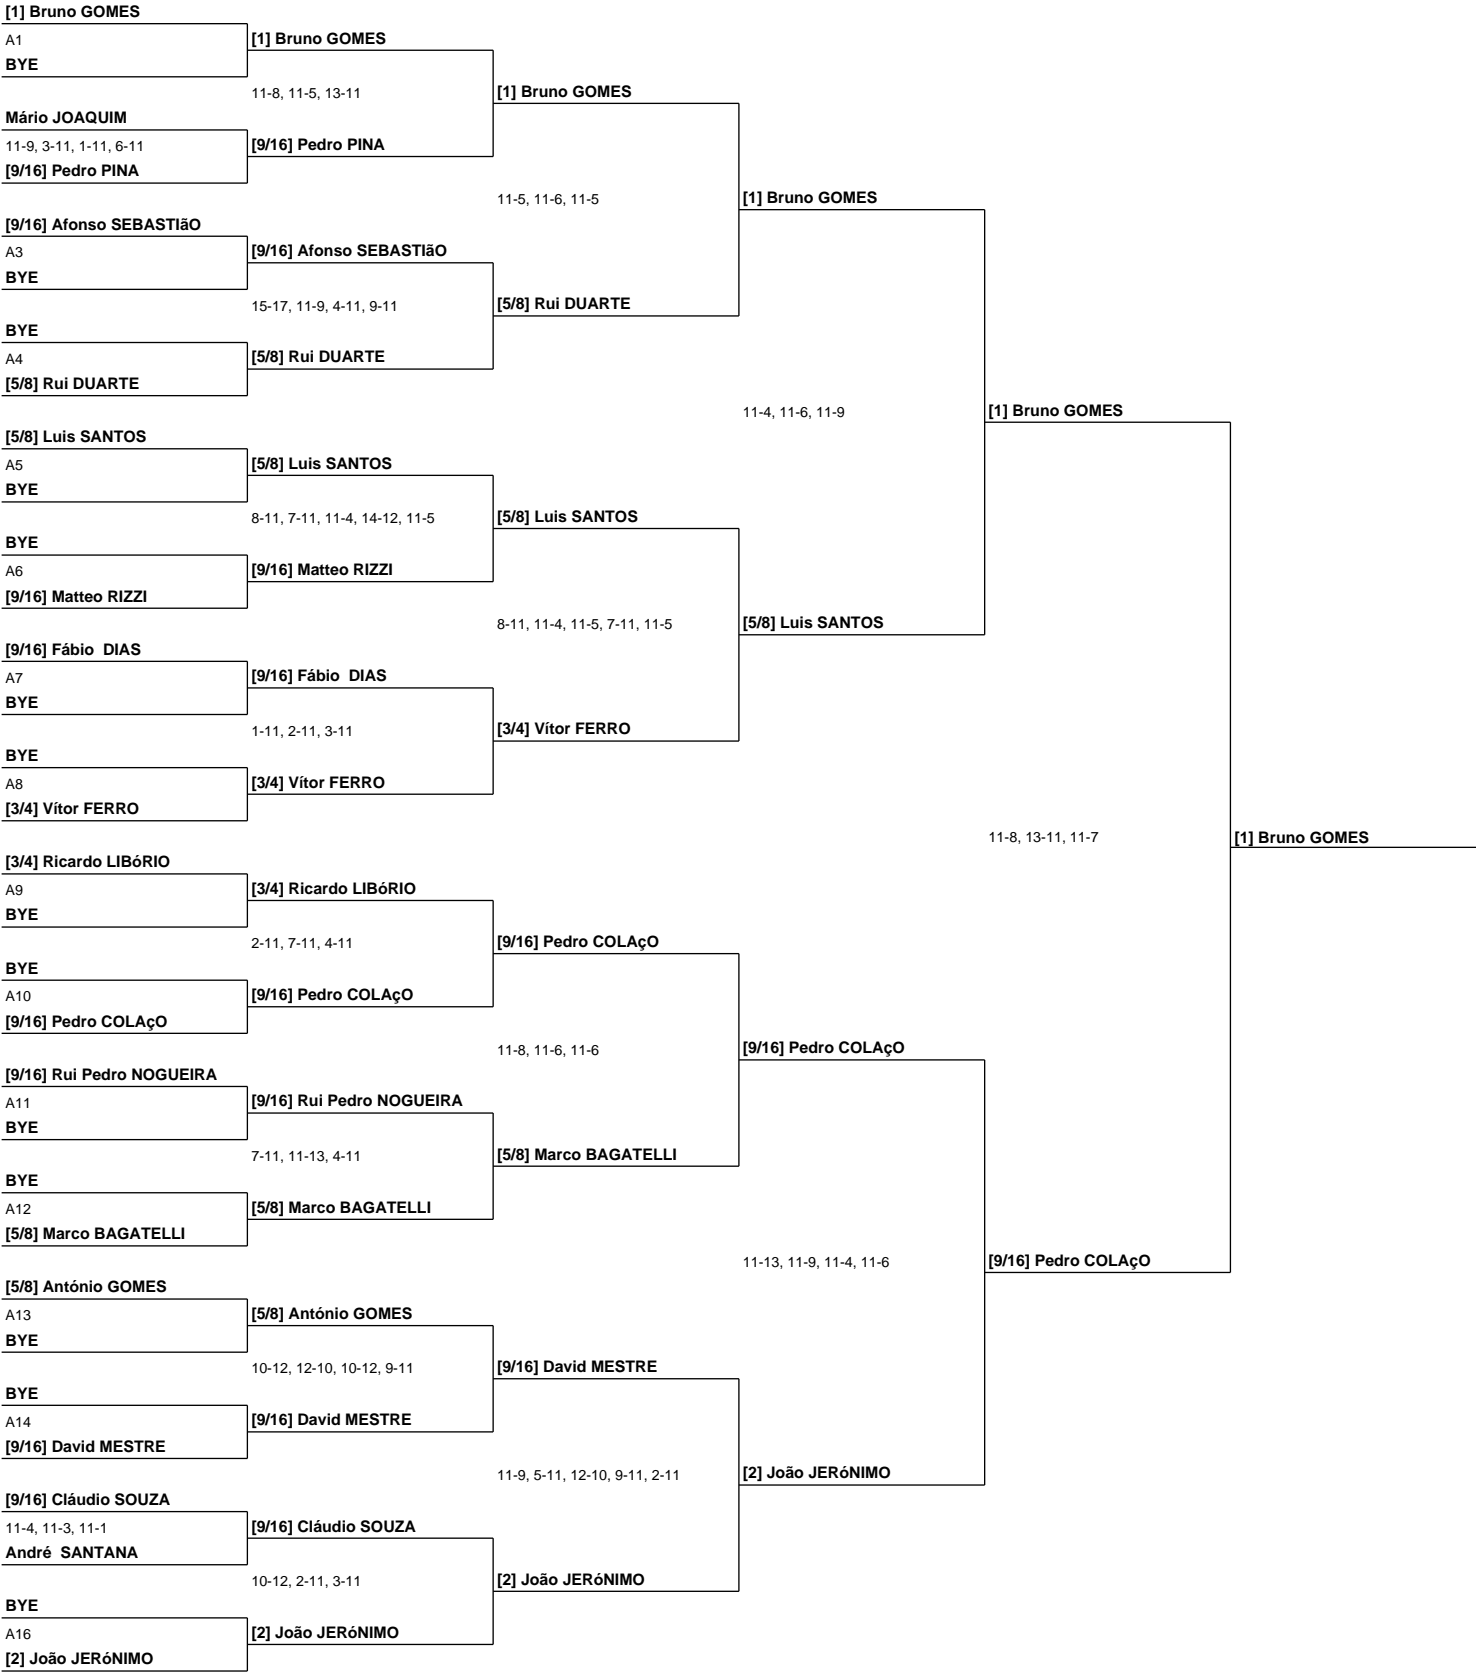 [1] Bruno GOMES
A1
BYE
Mário JOAQUIM
11-9, 3-11, 1-11, 6-11
[9/16] Pedro PINA
[9/16] Afonso SEBASTIãO
A3
BYE
BYE
A4
[5/8] Rui DUARTE
[5/8] Luis SANTOS
A5
BYE
BYE
A6
[9/16] Matteo RIZZI
[9/16] Fábio  DIAS
A7
BYE
BYE
A8
[3/4] Vítor FERRO
[3/4] Ricardo LIBóRIO
A9
BYE
BYE
A10
[9/16] Pedro COLAçO
[9/16] Rui Pedro NOGUEIRA
A11
BYE
BYE
A12
[5/8] Marco BAGATELLI
[5/8] António GOMES
A13
BYE
BYE
A14
[9/16] David MESTRE
[9/16] Cláudio SOUZA
11-4, 11-3, 11-1
André  SANTANA
BYE
A16
[2] João JERóNIMO
[1] Bruno GOMES
11-8, 11-5, 13-11
[9/16] Pedro PINA
[9/16] Afonso SEBASTIãO
15-17, 11-9, 4-11, 9-11
[5/8] Rui DUARTE
[5/8] Luis SANTOS
8-11, 7-11, 11-4, 14-12, 11-5
[9/16] Matteo RIZZI
[9/16] Fábio  DIAS
1-11, 2-11, 3-11
[3/4] Vítor FERRO
[3/4] Ricardo LIBóRIO
2-11, 7-11, 4-11
[9/16] Pedro COLAçO
[9/16] Rui Pedro NOGUEIRA
7-11, 11-13, 4-11
[5/8] Marco BAGATELLI
[5/8] António GOMES
10-12, 12-10, 10-12, 9-11
[9/16] David MESTRE
[9/16] Cláudio SOUZA
10-12, 2-11, 3-11
[2] João JERóNIMO
[1] Bruno GOMES
11-5, 11-6, 11-5
[5/8] Rui DUARTE
[5/8] Luis SANTOS
8-11, 11-4, 11-5, 7-11, 11-5
[3/4] Vítor FERRO
[9/16] Pedro COLAçO
11-8, 11-6, 11-6
[5/8] Marco BAGATELLI
[9/16] David MESTRE
11-9, 5-11, 12-10, 9-11, 2-11
[2] João JERóNIMO
[1] Bruno GOMES
11-4, 11-6, 11-9
[5/8] Luis SANTOS
[9/16] Pedro COLAçO
11-13, 11-9, 11-4, 11-6
[2] João JERóNIMO
[1] Bruno GOMES
11-8, 13-11, 11-7
[9/16] Pedro COLAçO
[1] Bruno GOMES